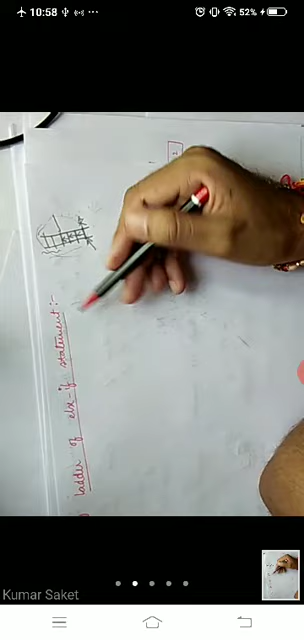 10:58
52%
ladder of else-if statement:-
Kumar Saket